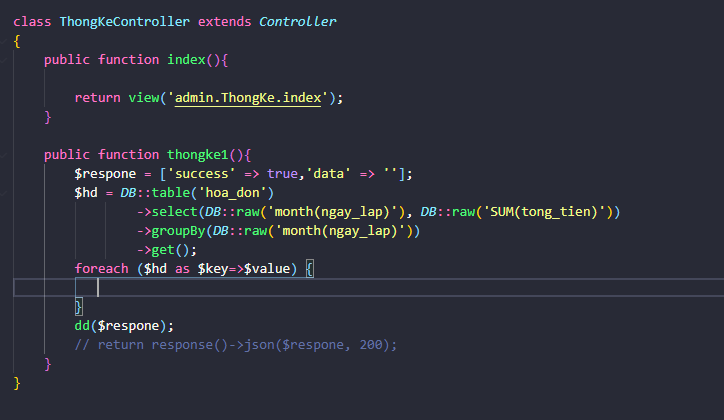 class ThongKeController extends Controller
{
    public function index(){

        return view('admin.ThongKe.index');
    }

    public function thongke1(){
        $respone = ['success' => true,'data' => ''];
        $hd = DB::table('hoa_don')
                ->select(DB::raw('month(ngay_lap)'), DB::raw('SUM(tong_tien)'))
                ->groupBy(DB::raw('month(ngay_lap)'))
                ->get();
        foreach ($hd as $key=>$value) {

        }
        dd($respone);
        // return response()->json($respone, 200);
    }
}